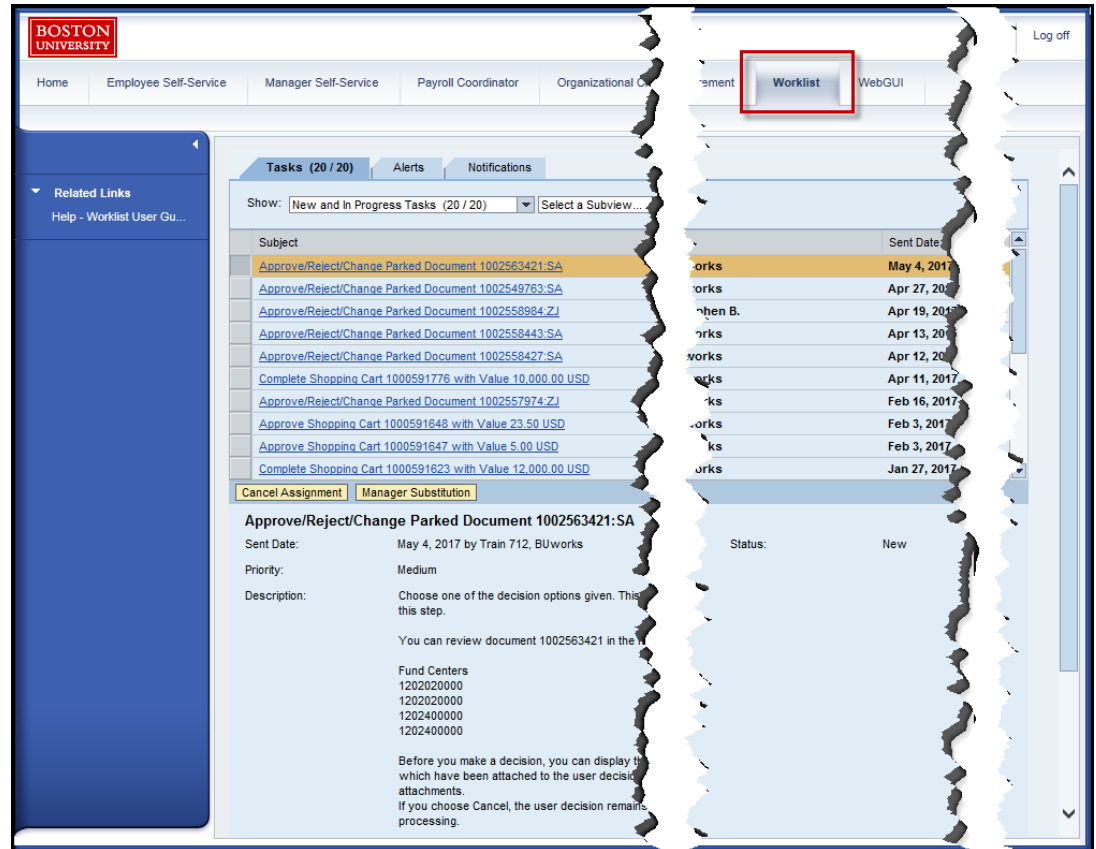 BOSTON
UNIVERSITY
Log off
Home Employee Self-Service Manager Self-Service Payroll Coordinator Organizational Worklist WebGUI
Tasks (20 / 20) Alerts Notifications
Related Links
Help - Worklist User Gu...
Show: New and In Progress Tasks (20 / 20) Select a Subview...
Subject Sent Date
Approve/Reject/Change Parked Document 1002563421:SA orks May 4, 2017
Approve/Reject/Change Parked Document 1002549763:SA orks Apr 27,
Approve/Reject/Change Parked Document 1002558984:ZJ phen B. Apr 19,
Approve/Reject/Change Parked Document 1002558443:SA orks Apr 13,
Approve/Reject/Change Parked Document 1002558427:SA works Apr 12,
Complete Shopping Cart 1000591776 with Value 10,000.00 USD orks Apr 11, 2017
Approve/Reject/Change Parked Document 1002557974:ZJ rks Feb 16, 2017
Approve Shopping Cart 1000591648 with Value 23.50 USD orks Feb 3, 2017
Approve Shopping Cart 1000591647 with Value 5.00 USD ks Feb 3, 2017
Complete Shopping Cart 1000591623 with Value 12,000.00 USD orks Jan 27, 2017
Cancel Assignment Manager Substitution
Approve/Reject/Change Parked Document 1002563421:SA
Sent Date: May 4, 2017 by Train 712, BUworks Status: New
Priority: Medium
Description: Choose one of the decision options given. This
this step.
You can review document 1002563421 in the
Fund Centers
1202020000
1202020000
1202400000
1202400000
Before you make a decision, you can display
which have been attached to the user
attachments.
If you choose Cancel, the user decision remains
processing.